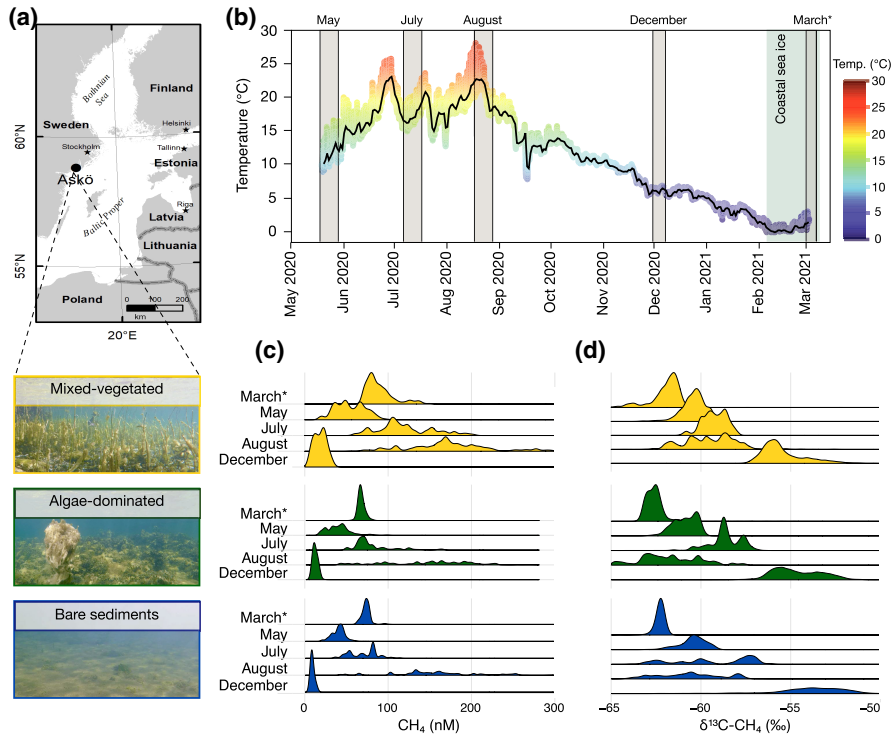 (a)
Bothnian
Sea
Finland
Sweden
Helsinki
Stockholm
Tallinn
Estonia
Askö
Baltic Proper
Riga
Latvia
Lithuania
Poland
0 100 200
km
60°N
55°N
20°E
(b)
May
July
August
December
March*
Temperature (°C)
30
25
20
15
10
5
0
May 2020
Jun 2020
Jul 2020
Aug 2020
Sep 2020
Oct 2020
Nov 2020
Dec 2020
Jan 2021
Feb 2021
Mar 2021
Coastal sea ice
Temp. (°C)
30
25
20
15
10
5
0
Mixed-vegetated
Algae-dominated
Bare sediments
(c)
March*
May
July
August
December
March*
May
July
August
December
March*
May
July
August
December
0 100 200 300
CH₄ (nM)
(d)
−65 −60 −55 −50
δ¹³C-CH₄ (‰)